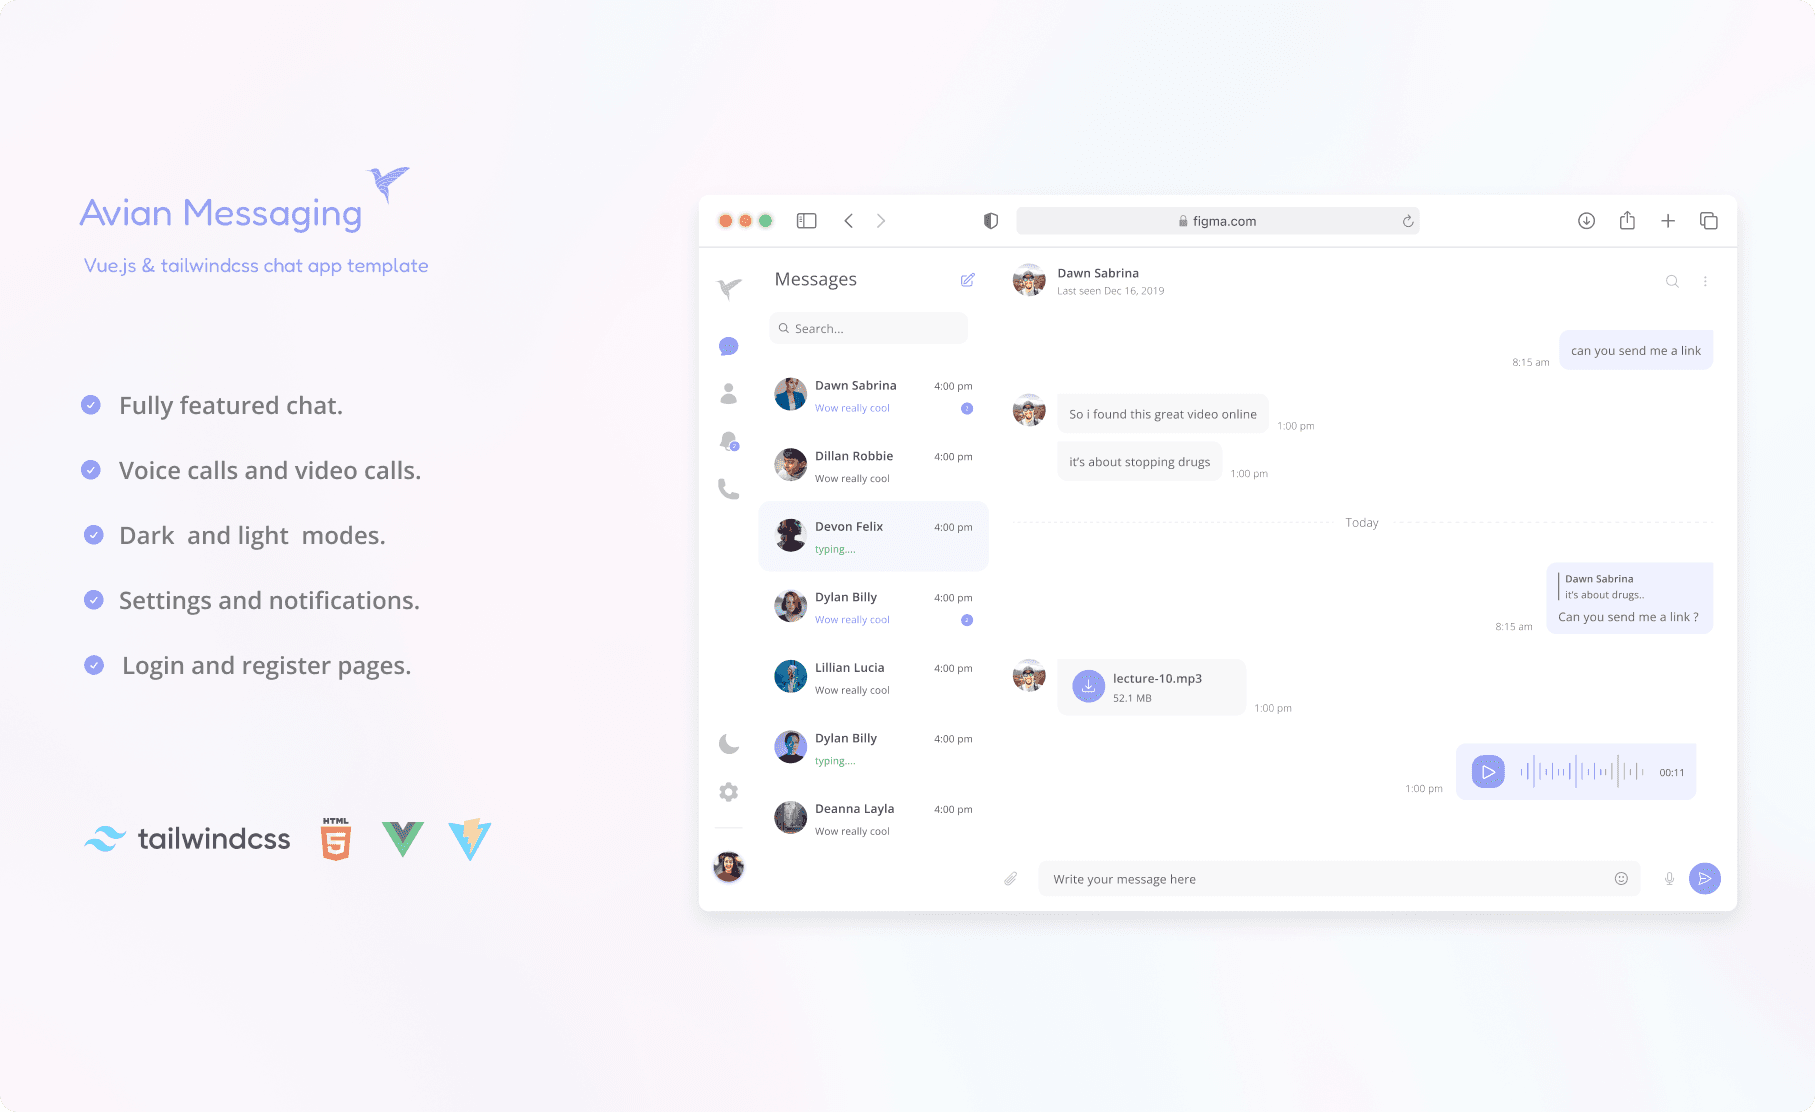 Avian Messaging
Vue.js & tailwindcss chat app template
Fully featured chat.
Voice calls and video calls.
Dark and light modes.
Settings and notifications.
Login and register pages.
tailwindcss
HTML
5
figma.com
Messages
Search...
Dawn Sabrina
4:00 pm
Wow really cool
Dillan Robbie
4:00 pm
Wow really cool
Devon Felix
4:00 pm
typing....
Dylan Billy
4:00 pm
Wow really cool
Lillian Lucia
4:00 pm
Wow really cool
Dylan Billy
4:00 pm
typing....
Deanna Layla
4:00 pm
Wow really cool
Dawn Sabrina
Last seen Dec 16, 2019
can you send me a link
8:15 am
So i found this great video online
1:00 pm
it's about stopping drugs
1:00 pm
Today
Dawn Sabrina
it's about drugs..
Can you send me a link ?
8:15 am
lecture-10.mp3
52.1 MB
1:00 pm
00:11
1:00 pm
Write your message here